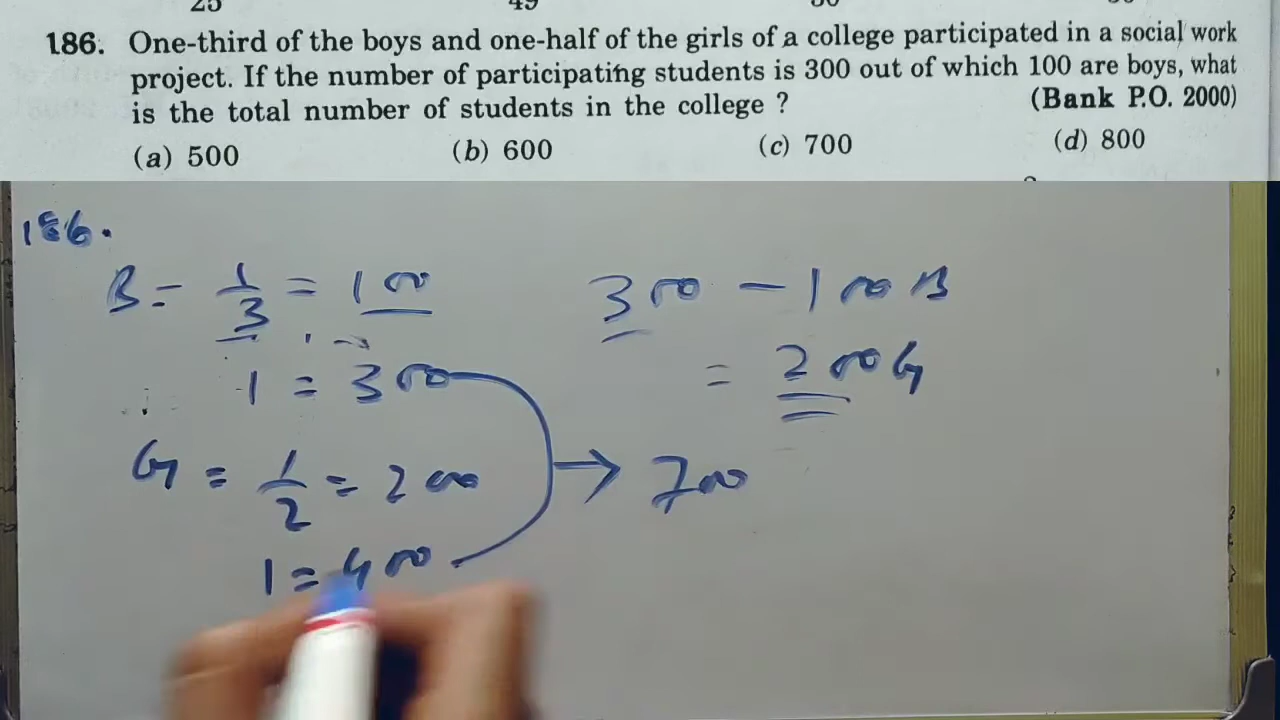 186. One-third of the boys and one-half of the girls of a college participated in a social work
project. If the number of participating students is 300 out of which 100 are boys, what
is the total number of students in the college ? (Bank P.O. 2000)
(a) 500 (b) 600 (c) 700 (d) 800
186.
B = 1/3 = 100
1 = 300
G = 1/2 = 200
1 = 400
→ 700
300 - 100 B
= 200 G